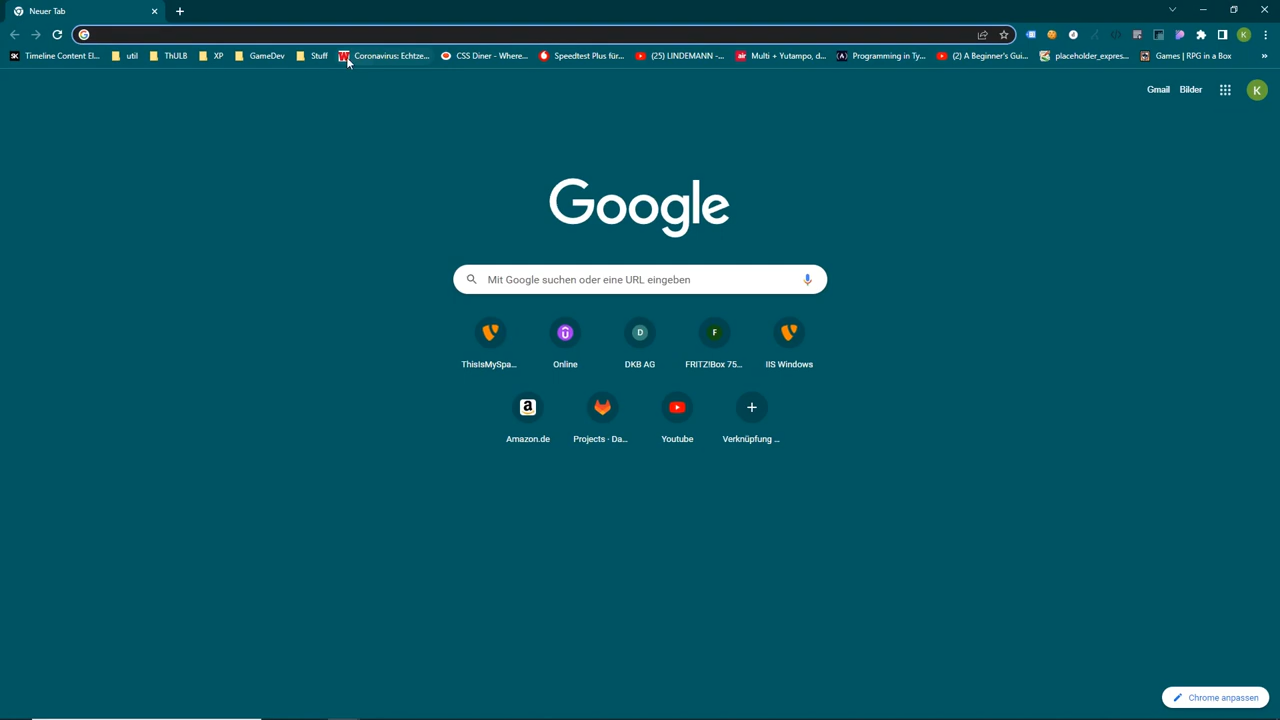 Neuer Tab
Timeline Content El...
util
ThULB
XP
GameDev
Stuff
Coronavirus: Echtze...
CSS Diner - Where...
Speedtest Plus für...
(25) LINDEMANN -...
Multi + Yutampo, d...
Programming in Ty...
(2) A Beginner's Gui...
placeholder_expres...
Games | RPG in a Box
»
Gmail
Bilder
K
Google
Mit Google suchen oder eine URL eingeben
ThisIsMySpa...
Online
DKB AG
FRITZ!Box 75...
IIS Windows
Amazon.de
Projects · Da...
Youtube
Verknüpfung ...
Chrome anpassen